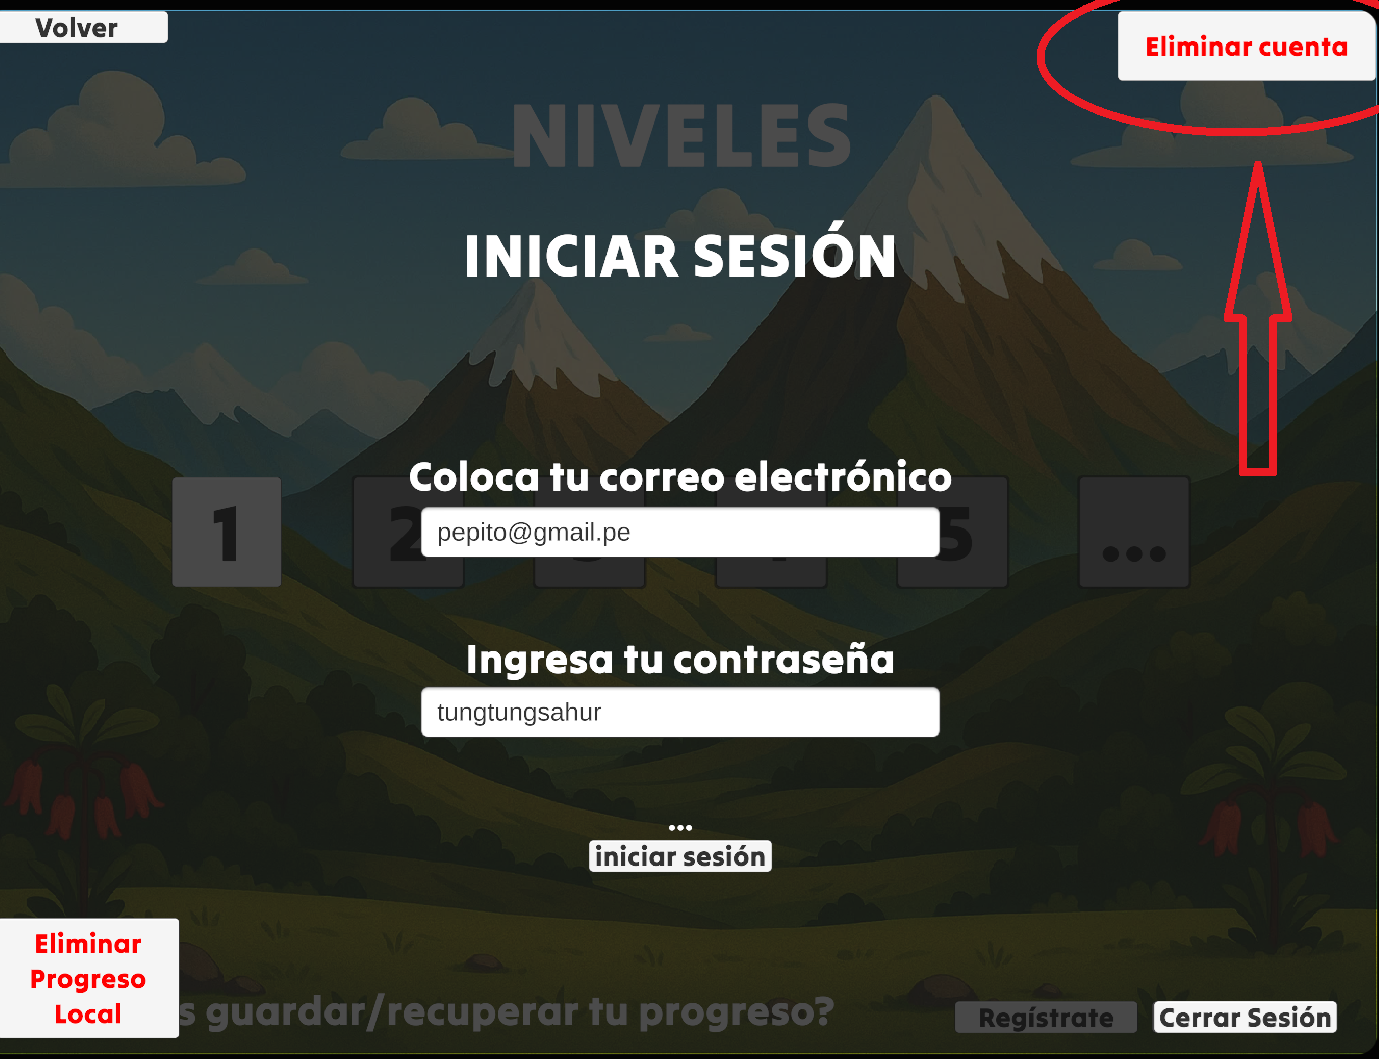 Volver
Eliminar cuenta
NIVELES
INICIAR SESIÓN
Coloca tu correo electrónico
1
2
5
...
pepito@gmail.pe
Ingresa tu contraseña
tungtungsahur
...
iniciar sesión
Eliminar
Progreso
Local
s guardar/recuperar tu progreso?
Regístrate
Cerrar Sesión